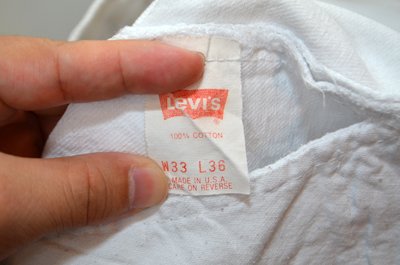 Levi's
100% COTTON
W33 L36
MADE IN U.S.A.
CARE ON REVERSE